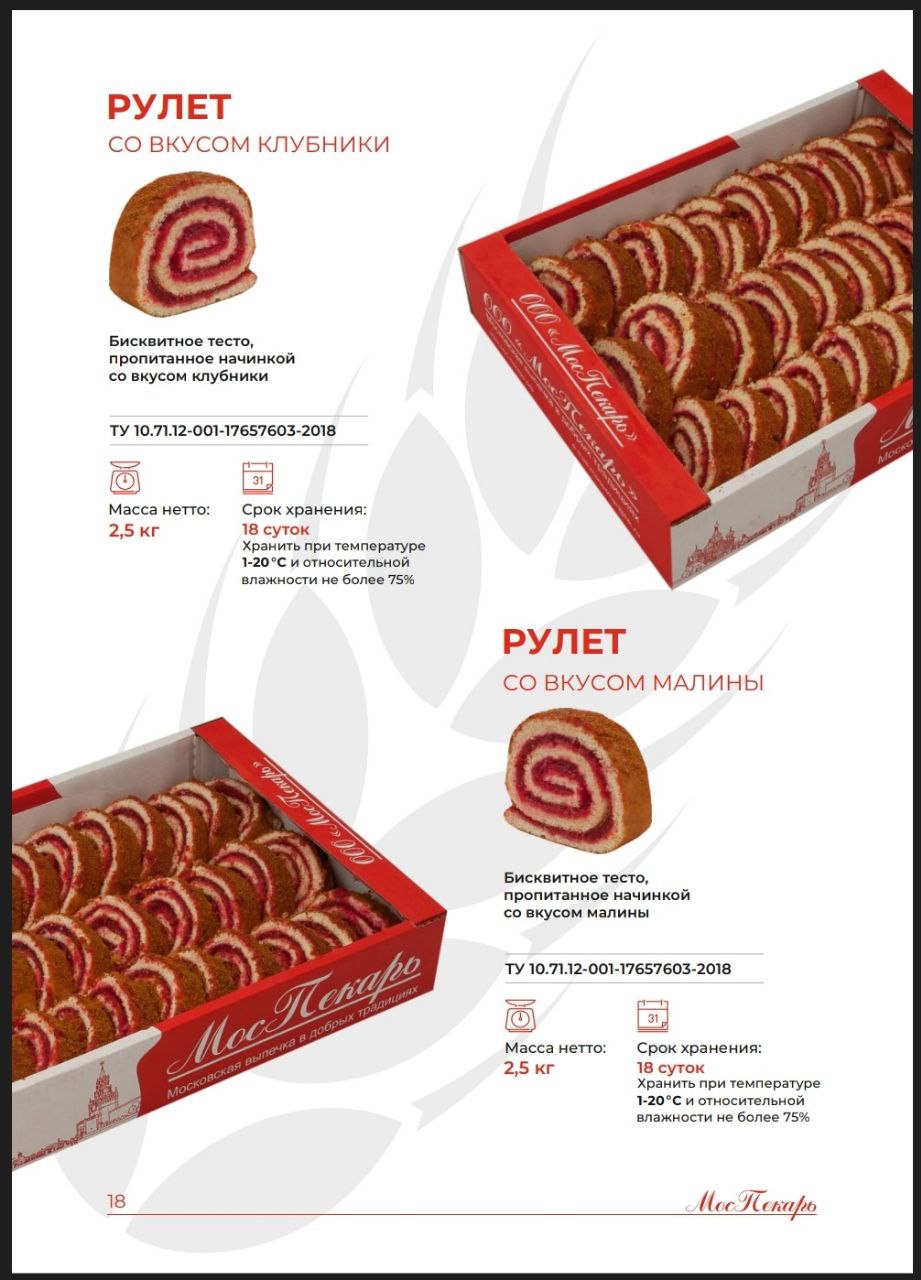 РУЛЕТ
СО ВКУСОМ КЛУБНИКИ
Бисквитное тесто,
пропитанное начинкой
со вкусом клубники
ТУ 10.71.12-001-17657603-2018
31
Масса нетто:
2,5 кг
Срок хранения:
18 суток
Хранить при температуре
1-20°С и относительной
влажности не более 75%
ООО «МосПекарь»
ООО «МосПекарь»
РУЛЕТ
СО ВКУСОМ МАЛИНЫ
Бисквитное тесто,
пропитанное начинкой
со вкусом малины
ТУ 10.71.12-001-17657603-2018
31
Масса нетто:
2,5 кг
Срок хранения:
18 суток
Хранить при температуре
1-20°С и относительной
влажности не более 75%
ООО «МосПекарь»
МосПекарь
Московская выпечка в добрых традициях
18
МосПекарь